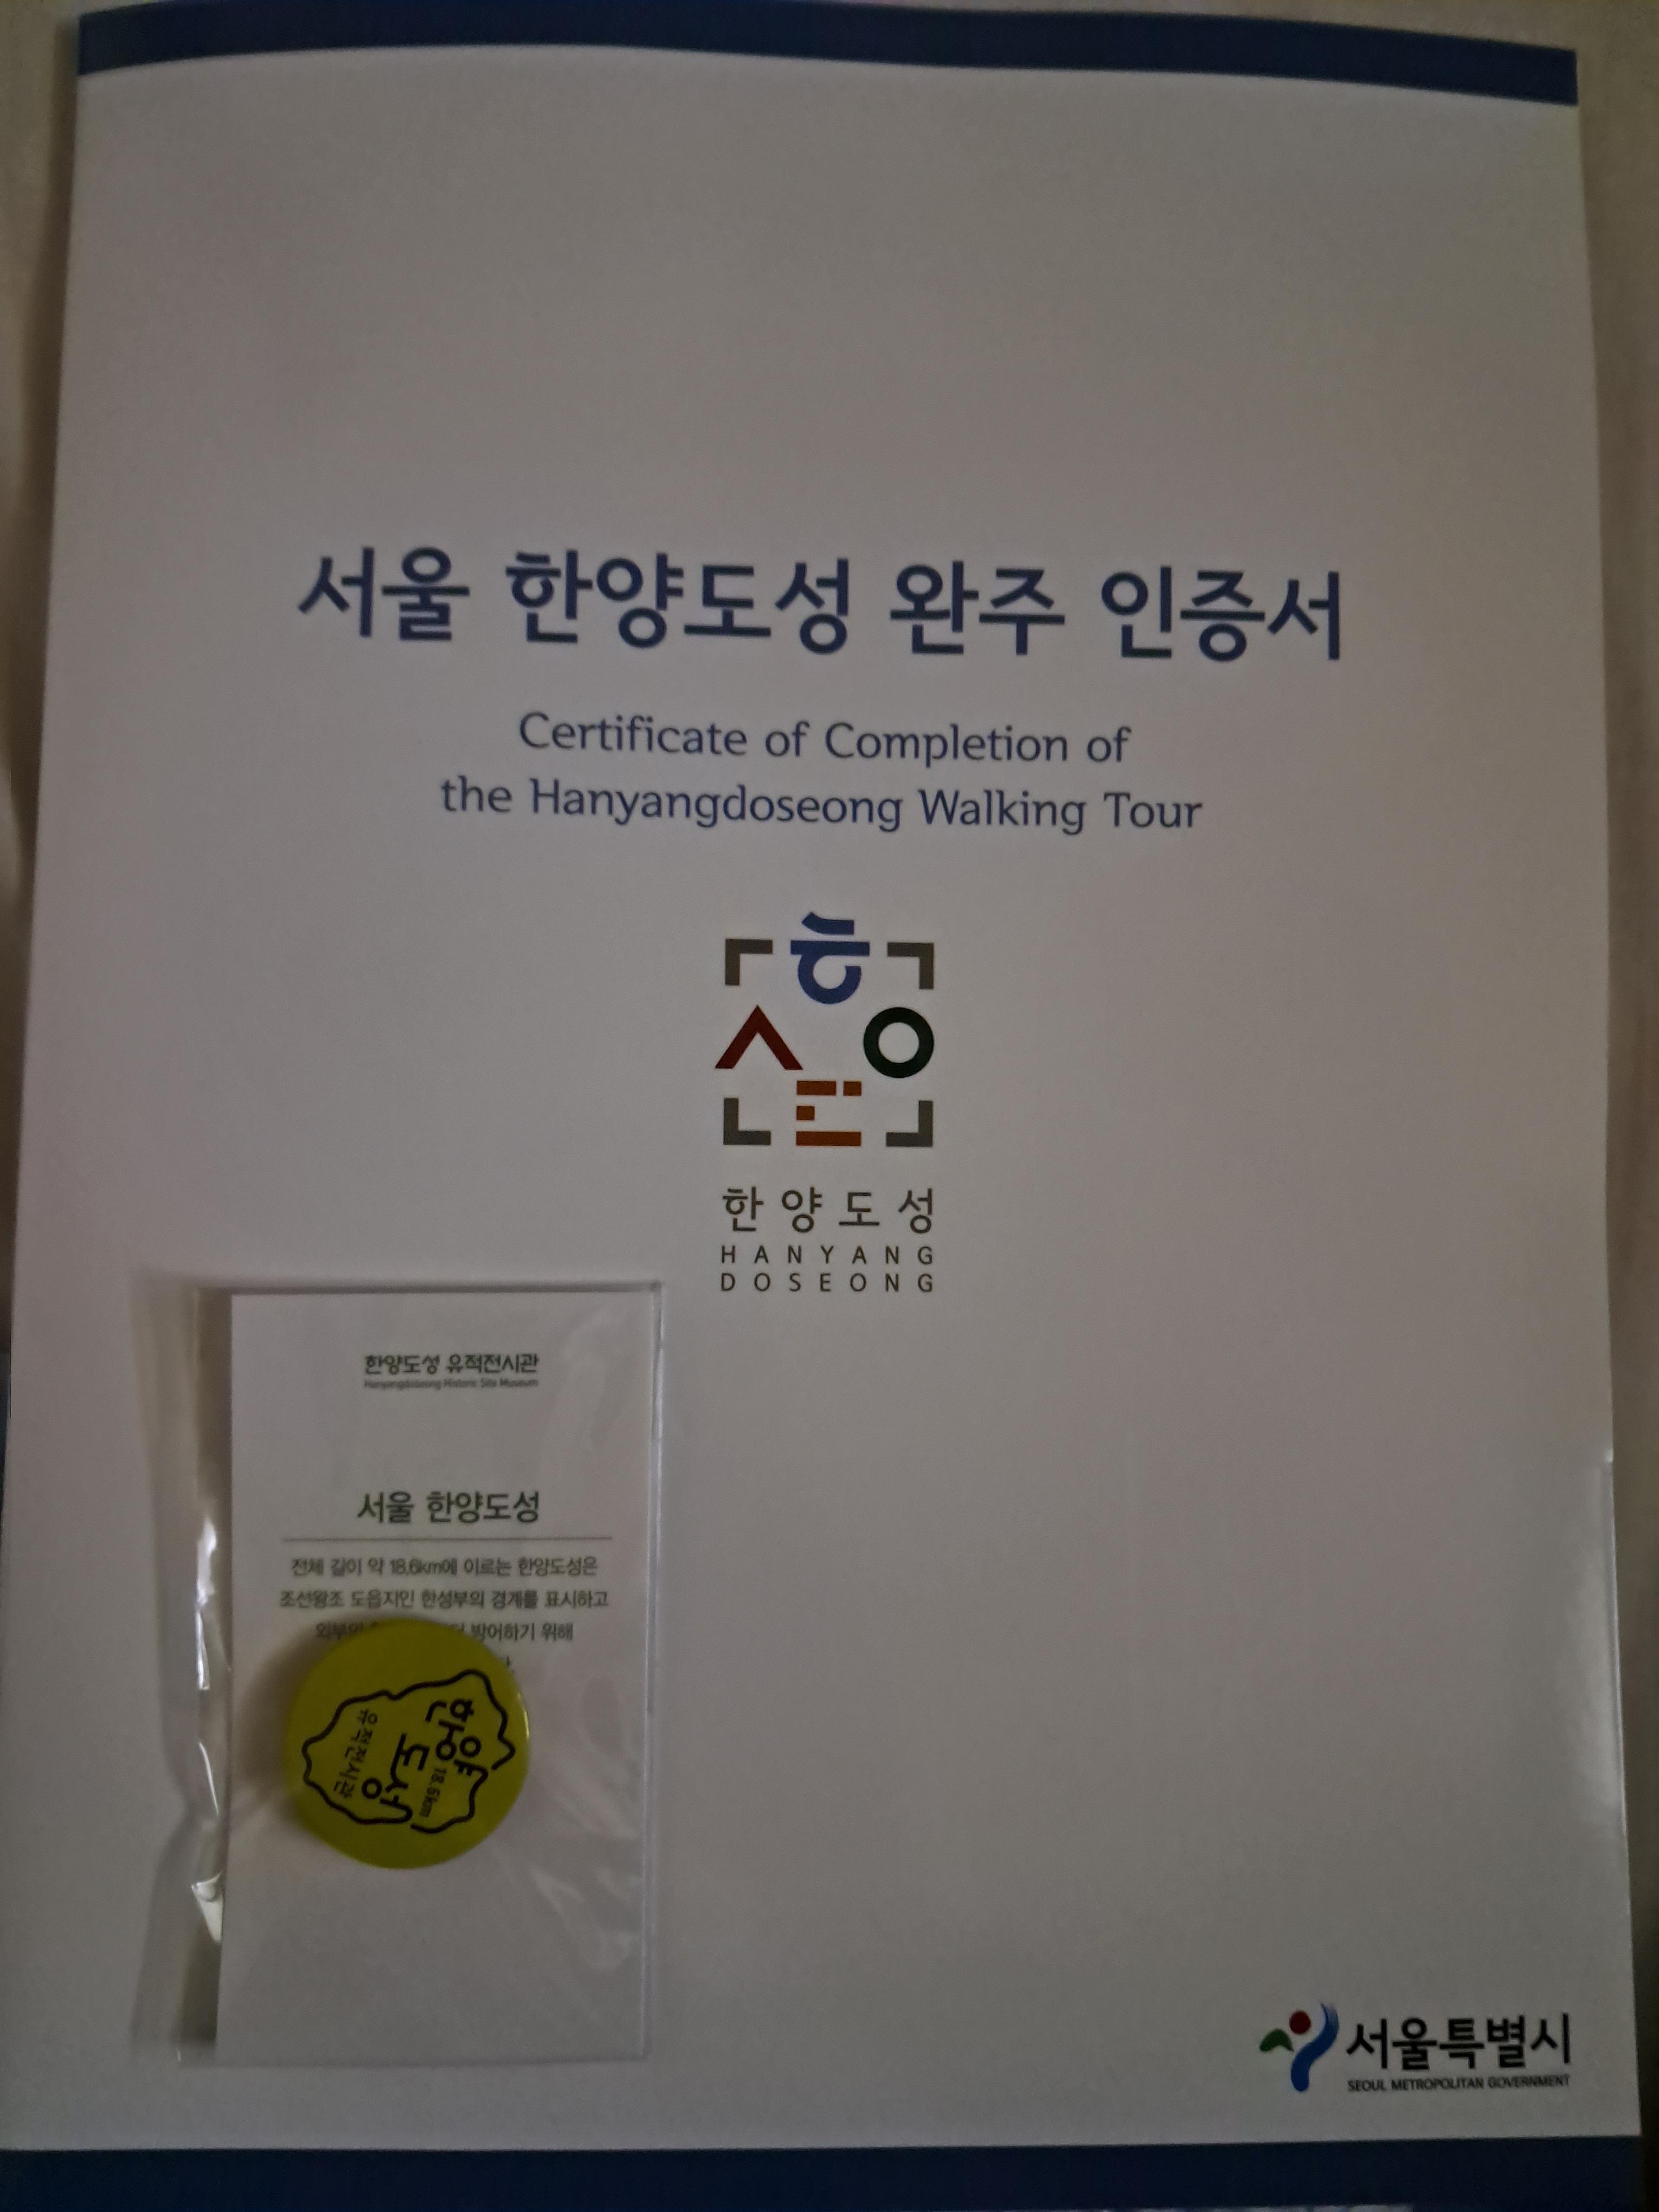 서울 한양도성 완주 인증서
Certificate of Completion of
the Hanyangdoseong Walking Tour
한양도성
HANYANG
DOSEONG
한양도성 유적전시관
Hanyangdoseong Historic Site Museum
서울 한양도성
전체 길이 약 18.6km에 이르는 한양도성은
조선왕조 도읍지인 한성부의 경계를 표시하고
방어하기 위해
한양
도성
18.6km
유적전시관
서울특별시
SEOUL METROPOLITAN GOVERNMENT